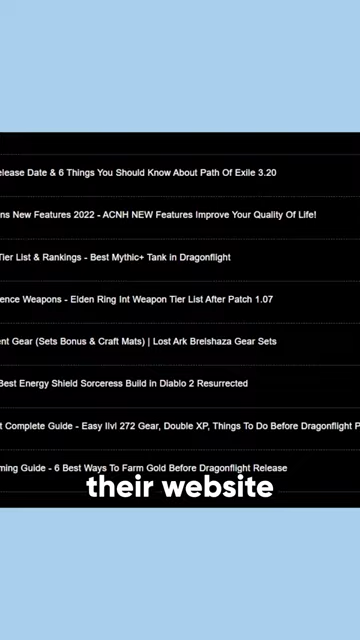 elease Date & 6 Things You Should Know About Path Of Exile 3.20
ns New Features 2022 - ACNH NEW Features Improve Your Quality Of Life!
Tier List & Rankings - Best Mythic+ Tank in Dragonflight
ence Weapons - Elden Ring Int Weapon Tier List After Patch 1.07
ent Gear (Sets Bonus & Craft Mats) | Lost Ark Brelshaza Gear Sets
Best Energy Shield Sorceress Build in Diablo 2 Resurrected
t Complete Guide - Easy Ilvl 272 Gear, Double XP, Things To Do Before Dragonflight P
ming Guide - 6 Best Ways To Farm Gold Before Dragonflight Release
their website